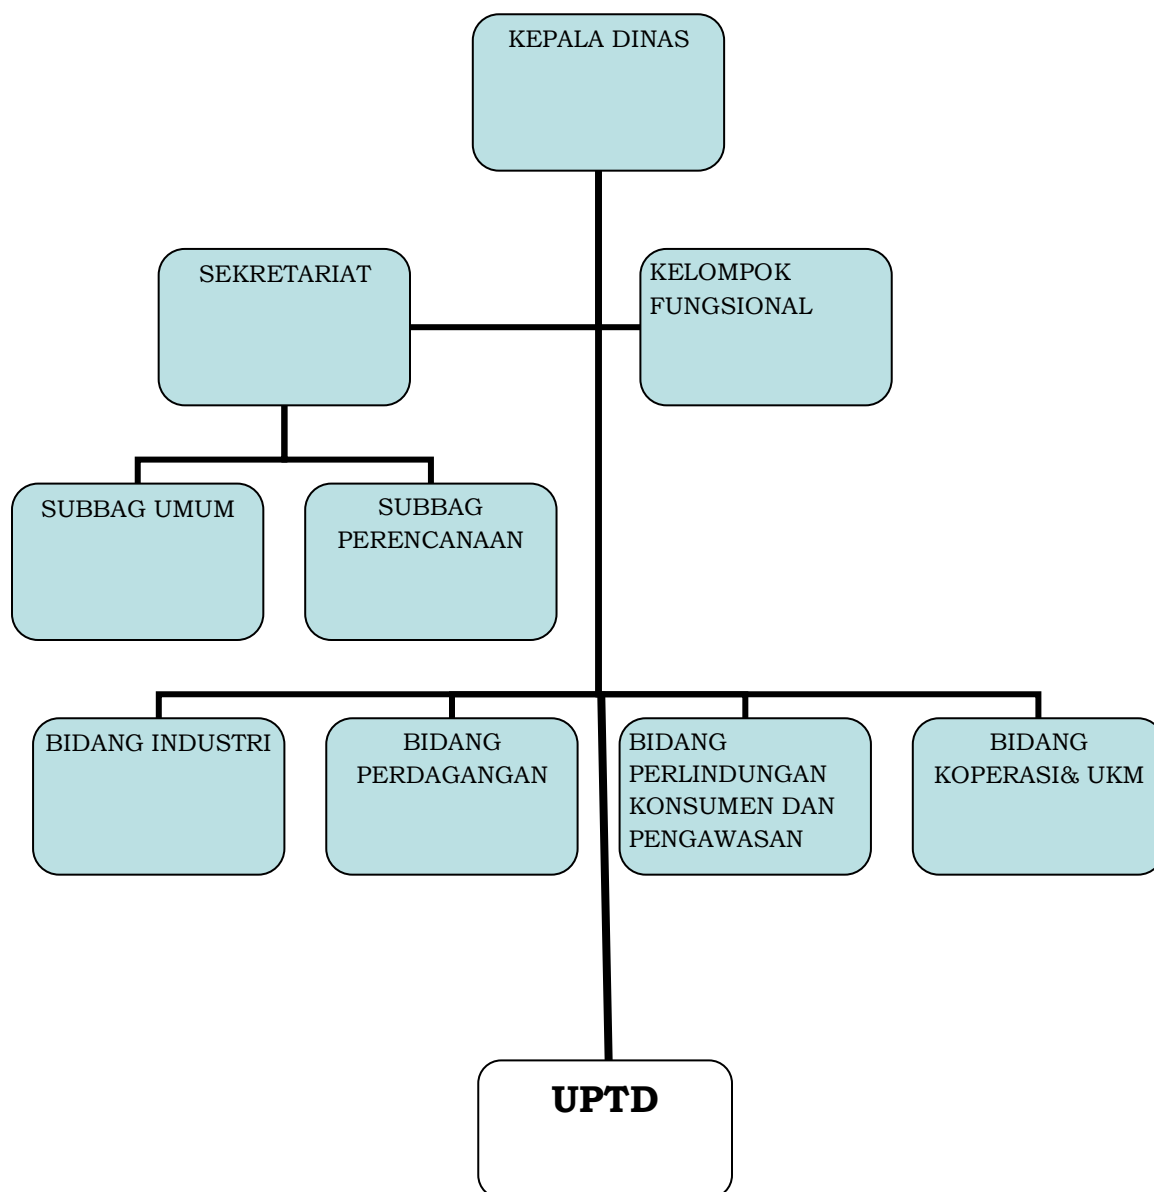 KEPALA DINAS
SEKRETARIAT
KELOMPOK
FUNGSIONAL
SUBBAG UMUM
SUBBAG
PERENCANAAN
BIDANG INDUSTRI
BIDANG
PERDAGANGAN
BIDANG
PERLINDUNGAN
KONSUMEN DAN
PENGAWASAN
BIDANG
KOPERASI& UKM
UPTD